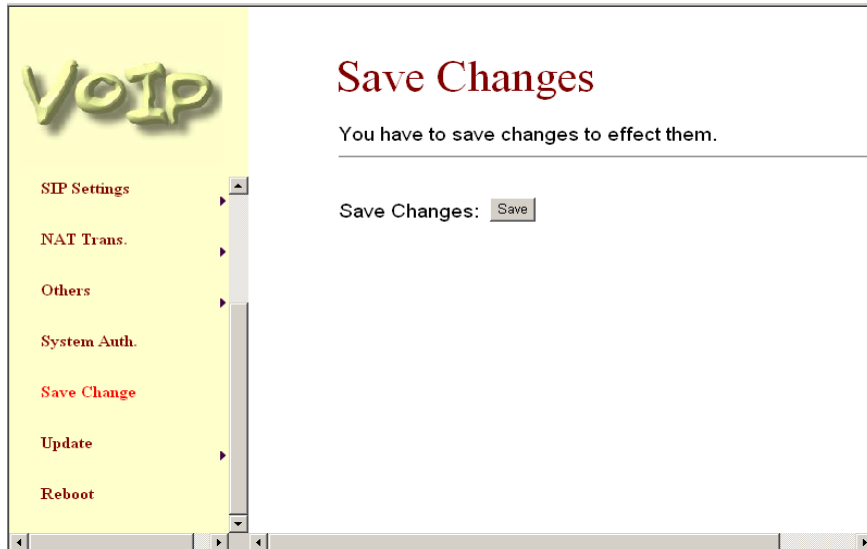 VoIp
SIP Settings
NAT Trans.
Others
System Auth.
Save Change
Update
Reboot
Save Changes
You have to save changes to effect them.
Save Changes: Save